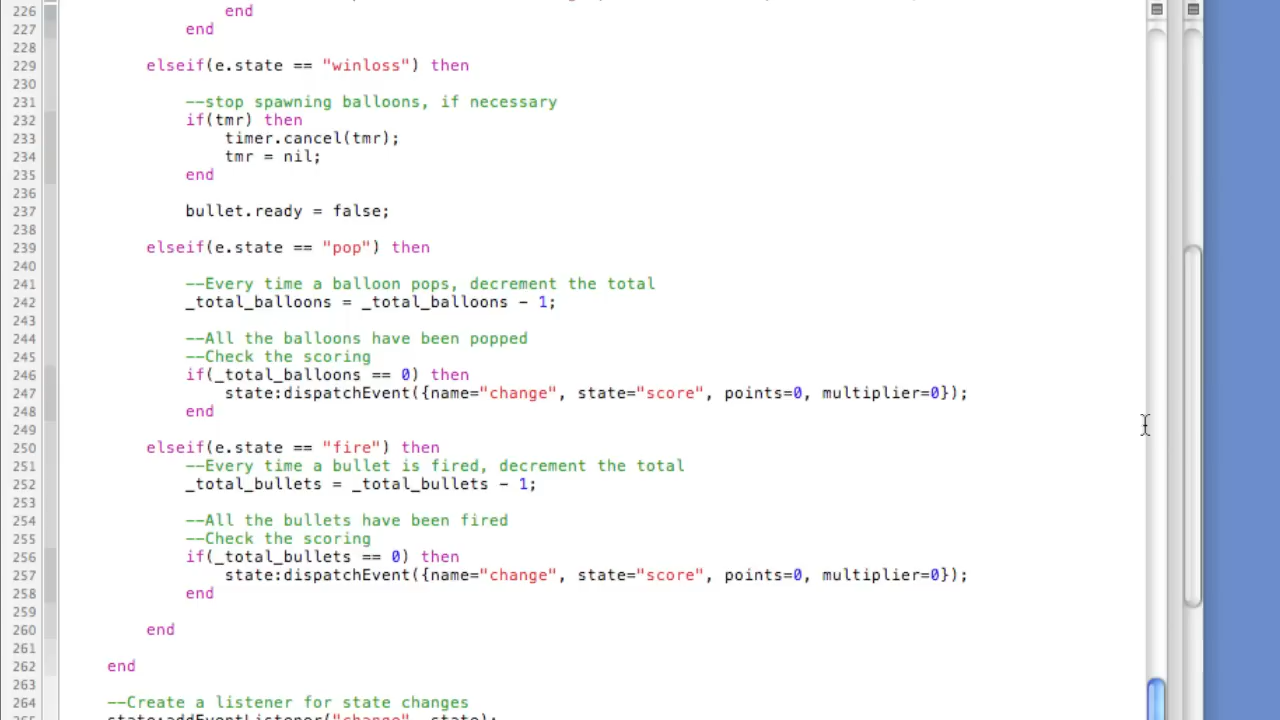 226 end
227 end
228
229 elseif(e.state == "winloss") then
230
231 --stop spawning balloons, if necessary
232 if(tmr) then
233 timer.cancel(tmr);
234 tmr = nil;
235 end
236
237 bullet.ready = false;
238
239 elseif(e.state == "pop") then
240
241 --Every time a balloon pops, decrement the total
242 _total_balloons = _total_balloons - 1;
243
244 --All the balloons have been popped
245 --Check the scoring
246 if(_total_balloons == 0) then
247 state:dispatchEvent({name="change", state="score", points=0, multiplier=0});
248 end
249
250 elseif(e.state == "fire") then
251 --Every time a bullet is fired, decrement the total
252 _total_bullets = _total_bullets - 1;
253
254 --All the bullets have been fired
255 --Check the scoring
256 if(_total_bullets == 0) then
257 state:dispatchEvent({name="change", state="score", points=0, multiplier=0});
258 end
259
260 end
261
262 end
263
264 --Create a listener for state changes
265 state:addEventListener("change", state);